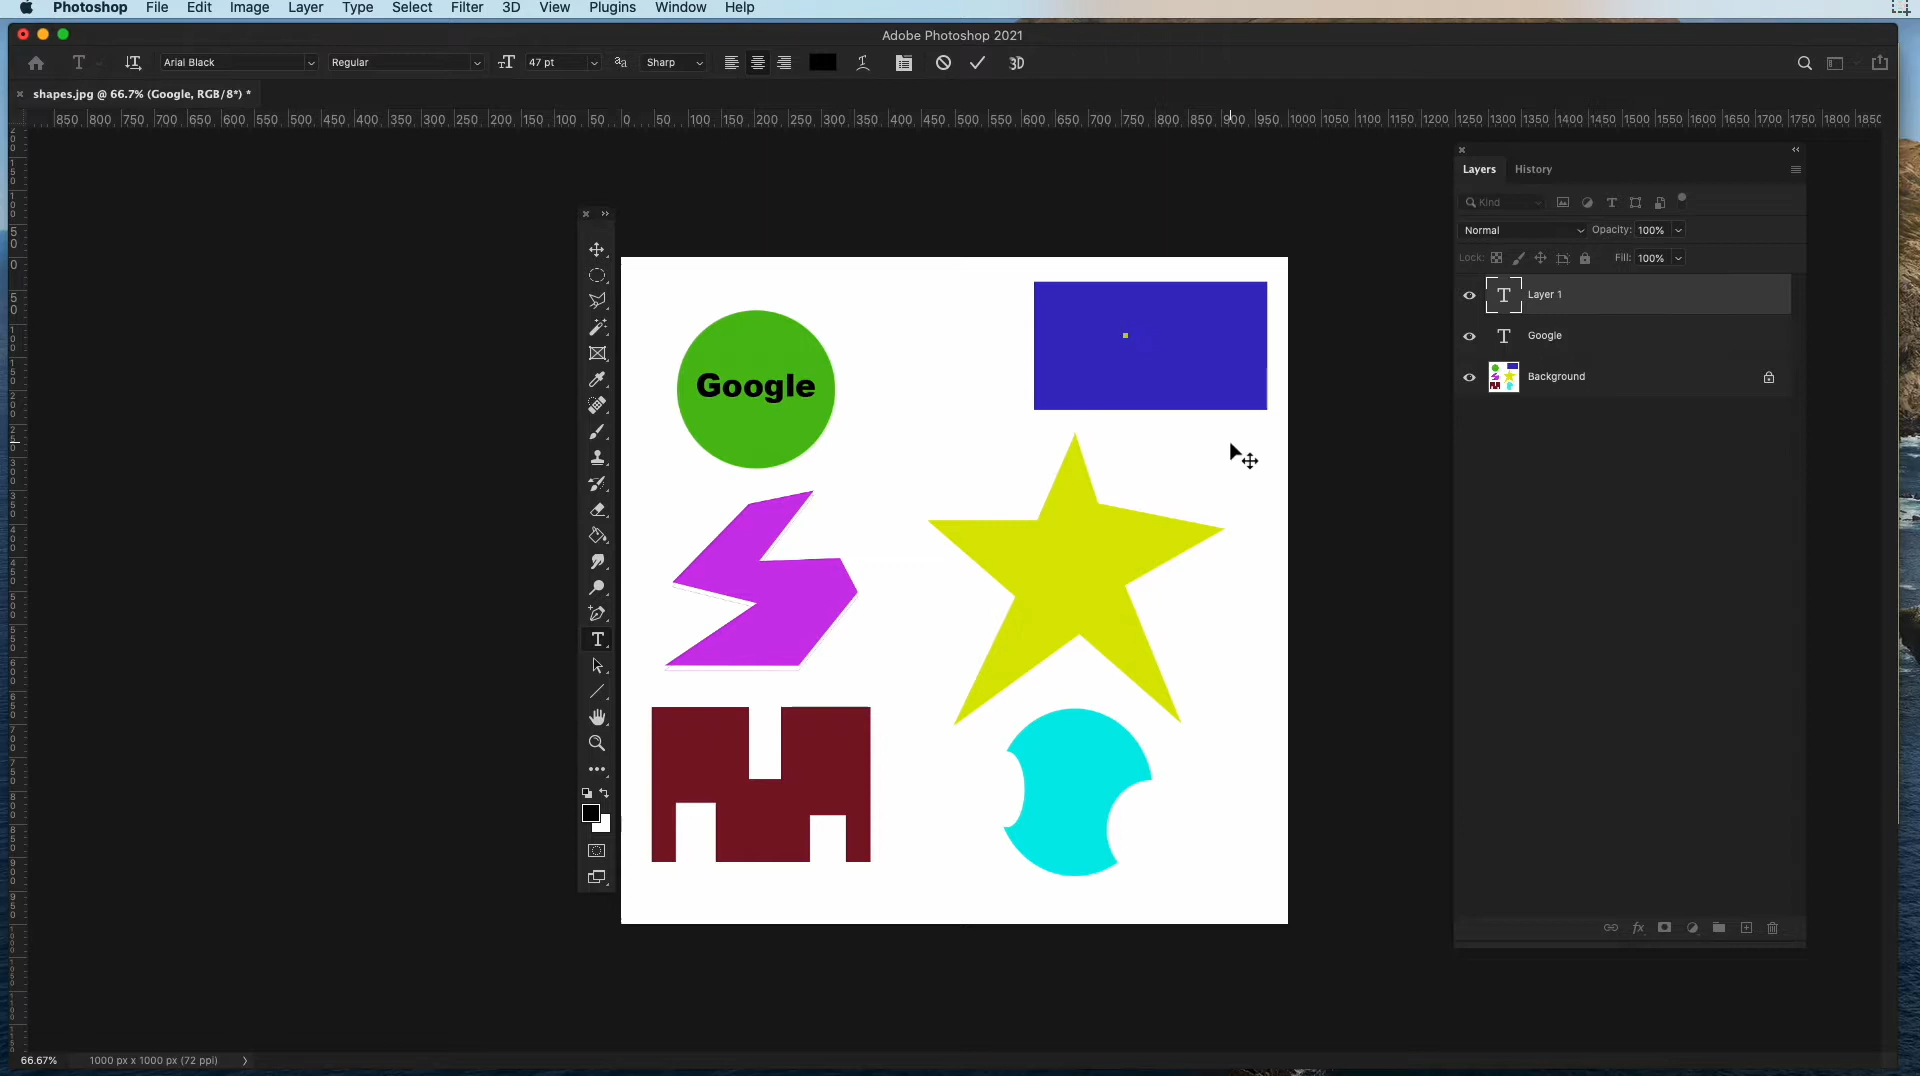 Photoshop File Edit Image Layer Type Select Filter 3D View Plugins Window Help
Adobe Photoshop 2021
Arial Black Regular 47 pt Sharp 3D
shapes.jpg @ 66.7% (Google, RGB/8*) *
850 800 750 700 650 600 550 500 450 400 350 300 250 200 150 100 50 0 50 100 150 200 250 300 350 400 450 500 550 600 650 700 750 800 850 900 950 1000 1050 1100 1150 1200 1250 1300 1350 1400 1450 1500 1550 1600 1650 1700 1750 1800 1850
Layers History
Kind
Normal Opacity: 100%
Lock: Fill: 100%
Layer 1
Google
Background
Google
66.67% 1000 px x 1000 px (72 ppi)